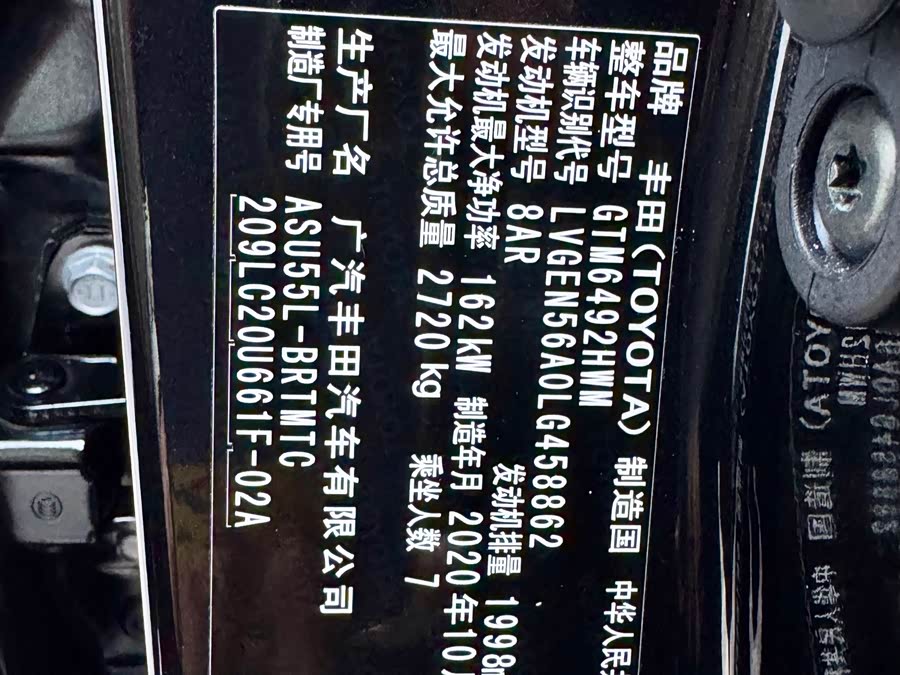 品牌 丰田(TOYOTA) 制造国 中华人民
整车型号 GTM6492HWM
车辆识别代号 LVGEN56A0LG458862
发动机型号 8AR 发动机排量 1998m
发动机最大净功率 162kW 制造年月 2020年10
最大允许总质量 2720kg 乘坐人数 7
生产厂名 广汽丰田汽车有限公司
制造厂专用号 ASU55L-BRTMTC
209LC20U661F-02A